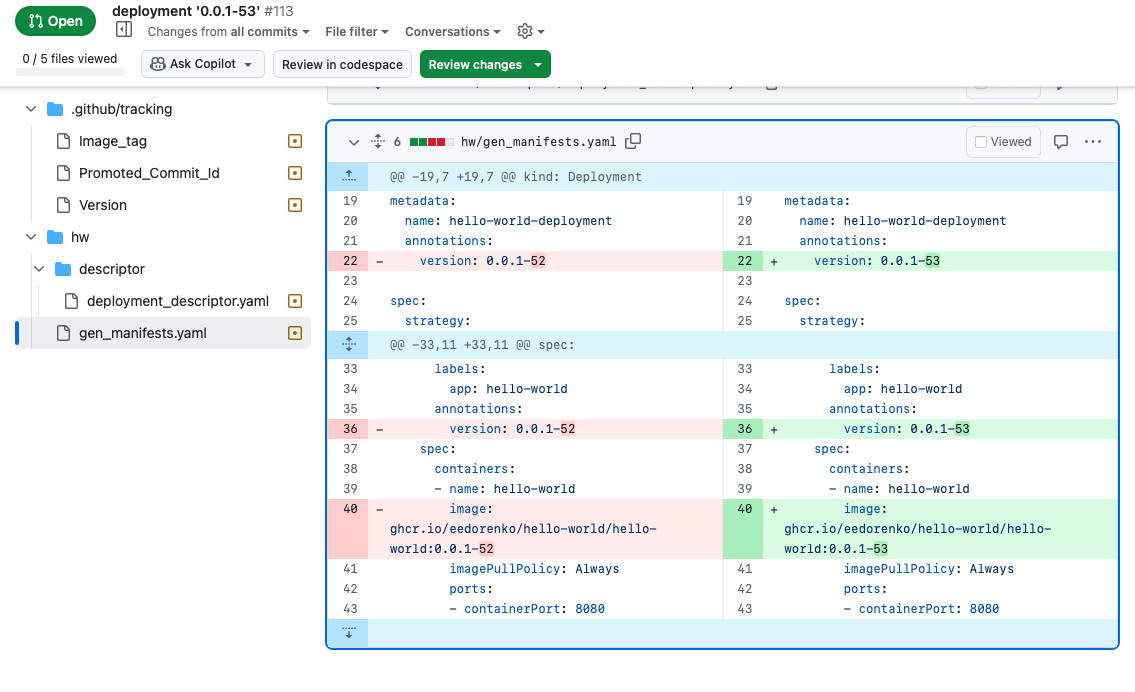 Open
deployment '0.0.1-53' #113
Changes from all commits
File filter
Conversations
0 / 5 files viewed
Ask Copilot
Review in codespace
Review changes
.github/tracking
Image_tag
Promoted_Commit_Id
Version
hw
descriptor
deployment_descriptor.yaml
gen_manifests.yaml
6 hw/gen_manifests.yaml
Viewed
@@ -19,7 +19,7 @@ kind: Deployment
19 metadata: 19 metadata:
20 name: hello-world-deployment 20 name: hello-world-deployment
21 annotations: 21 annotations:
22 - version: 0.0.1-52 22 + version: 0.0.1-53
23 23
24 spec: 24 spec:
25 strategy: 25 strategy:
@@ -33,11 +33,11 @@ spec:
33 labels: 33 labels:
34 app: hello-world 34 app: hello-world
35 annotations: 35 annotations:
36 - version: 0.0.1-52 36 + version: 0.0.1-53
37 spec: 37 spec:
38 containers: 38 containers:
39 - name: hello-world 39 - name: hello-world
40 - image: 40 + image:
ghcr.io/eedorenko/hello-world/hello- ghcr.io/eedorenko/hello-world/hello-
world:0.0.1-52 world:0.0.1-53
41 imagePullPolicy: Always 41 imagePullPolicy: Always
42 ports: 42 ports:
43 - containerPort: 8080 43 - containerPort: 8080